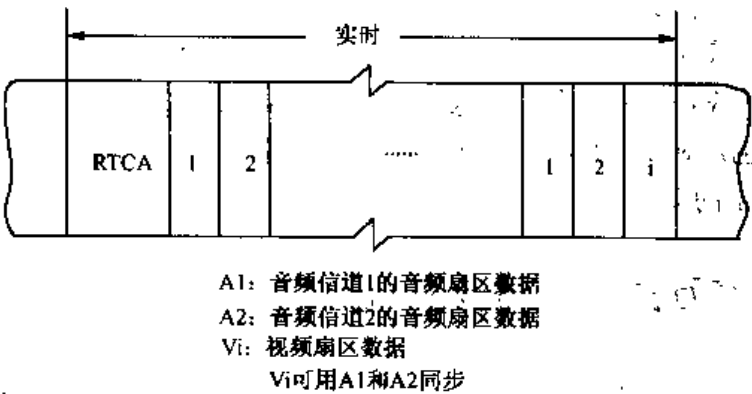 实时
RTCA 1 2 ...... 1 2 i
A1：音频信道1的音频扇区数据
A2：音频信道2的音频扇区数据
Vi：视频扇区数据
Vi可用A1和A2同步